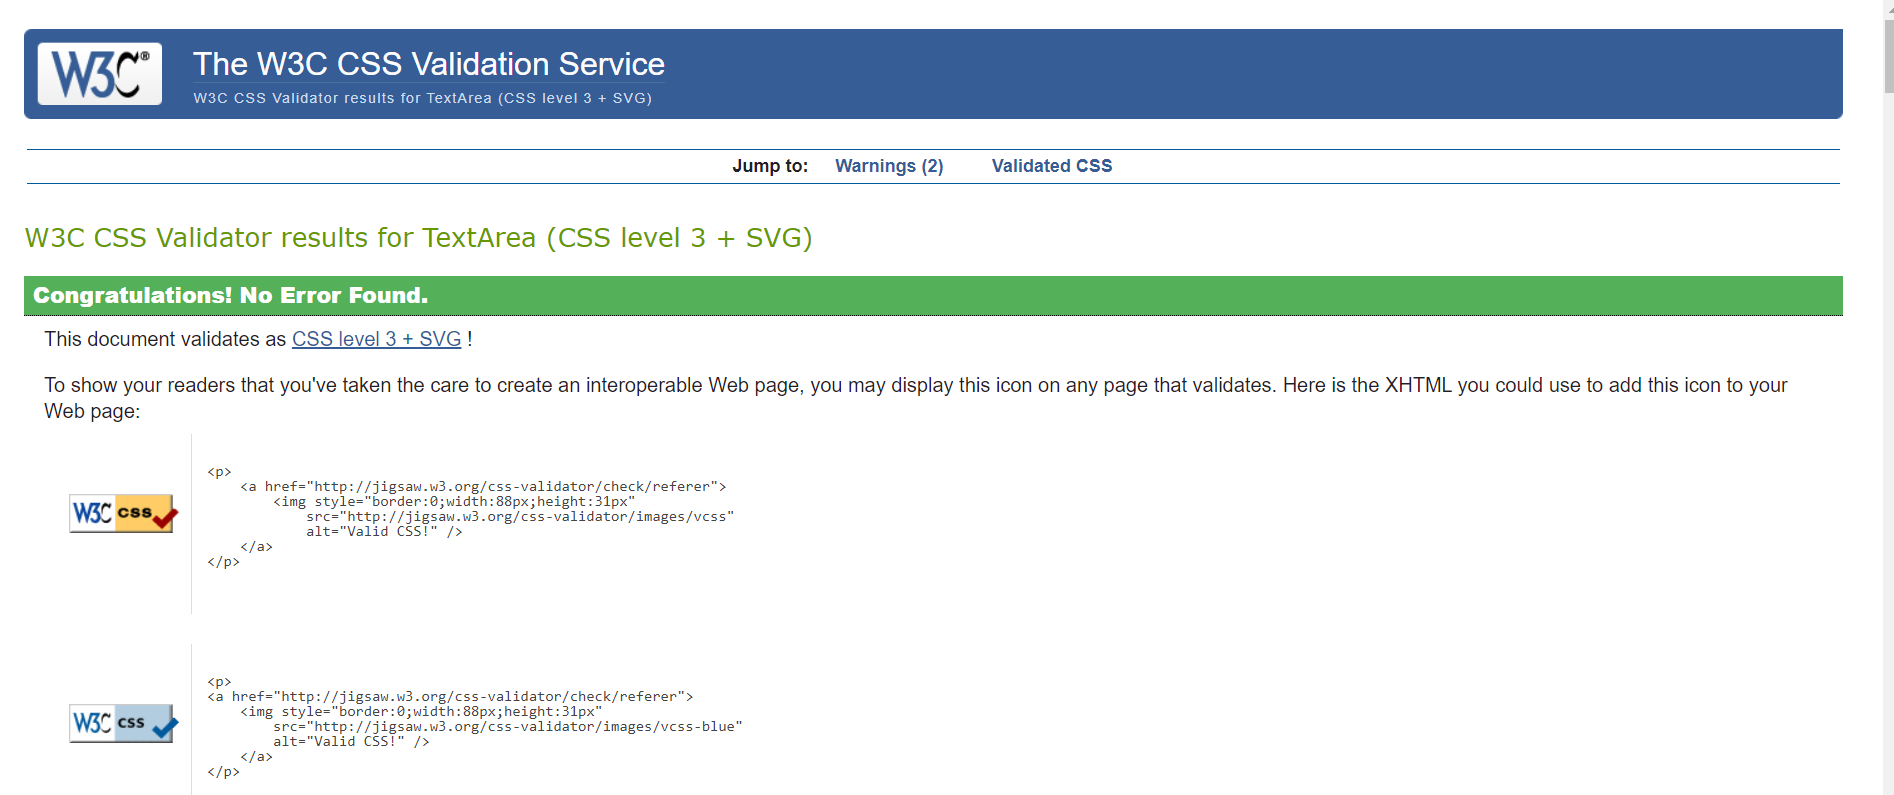 W3C®
The W3C CSS Validation Service
W3C CSS Validator results for TextArea (CSS level 3 + SVG)
Jump to: Warnings (2) Validated CSS
W3C CSS Validator results for TextArea (CSS level 3 + SVG)
Congratulations! No Error Found.
This document validates as CSS level 3 + SVG !
To show your readers that you've taken the care to create an interoperable Web page, you may display this icon on any page that validates. Here is the XHTML you could use to add this icon to your
Web page:
W3C css
<p>
    <a href="http://jigsaw.w3.org/css-validator/check/referer">
        <img style="border:0;width:88px;height:31px"
            src="http://jigsaw.w3.org/css-validator/images/vcss"
            alt="Valid CSS!" />
    </a>
</p>
W3C css
<p>
<a href="http://jigsaw.w3.org/css-validator/check/referer">
    <img style="border:0;width:88px;height:31px"
        src="http://jigsaw.w3.org/css-validator/images/vcss-blue"
        alt="Valid CSS!" />
    </a>
</p>